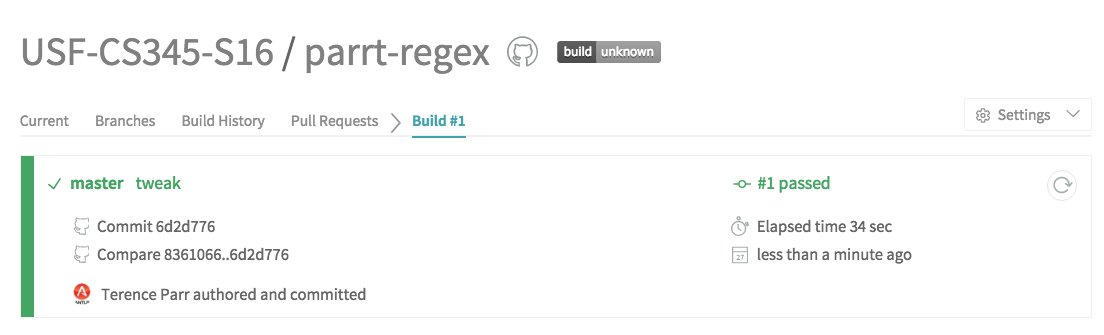 USF-CS345-S16 / parrt-regex build unknown
Current Branches Build History Pull Requests Build #1 Settings
master tweak #1 passed
Commit 6d2d776 Elapsed time 34 sec
Compare 8361066..6d2d776 27 less than a minute ago
ANTLR Terence Parr authored and committed